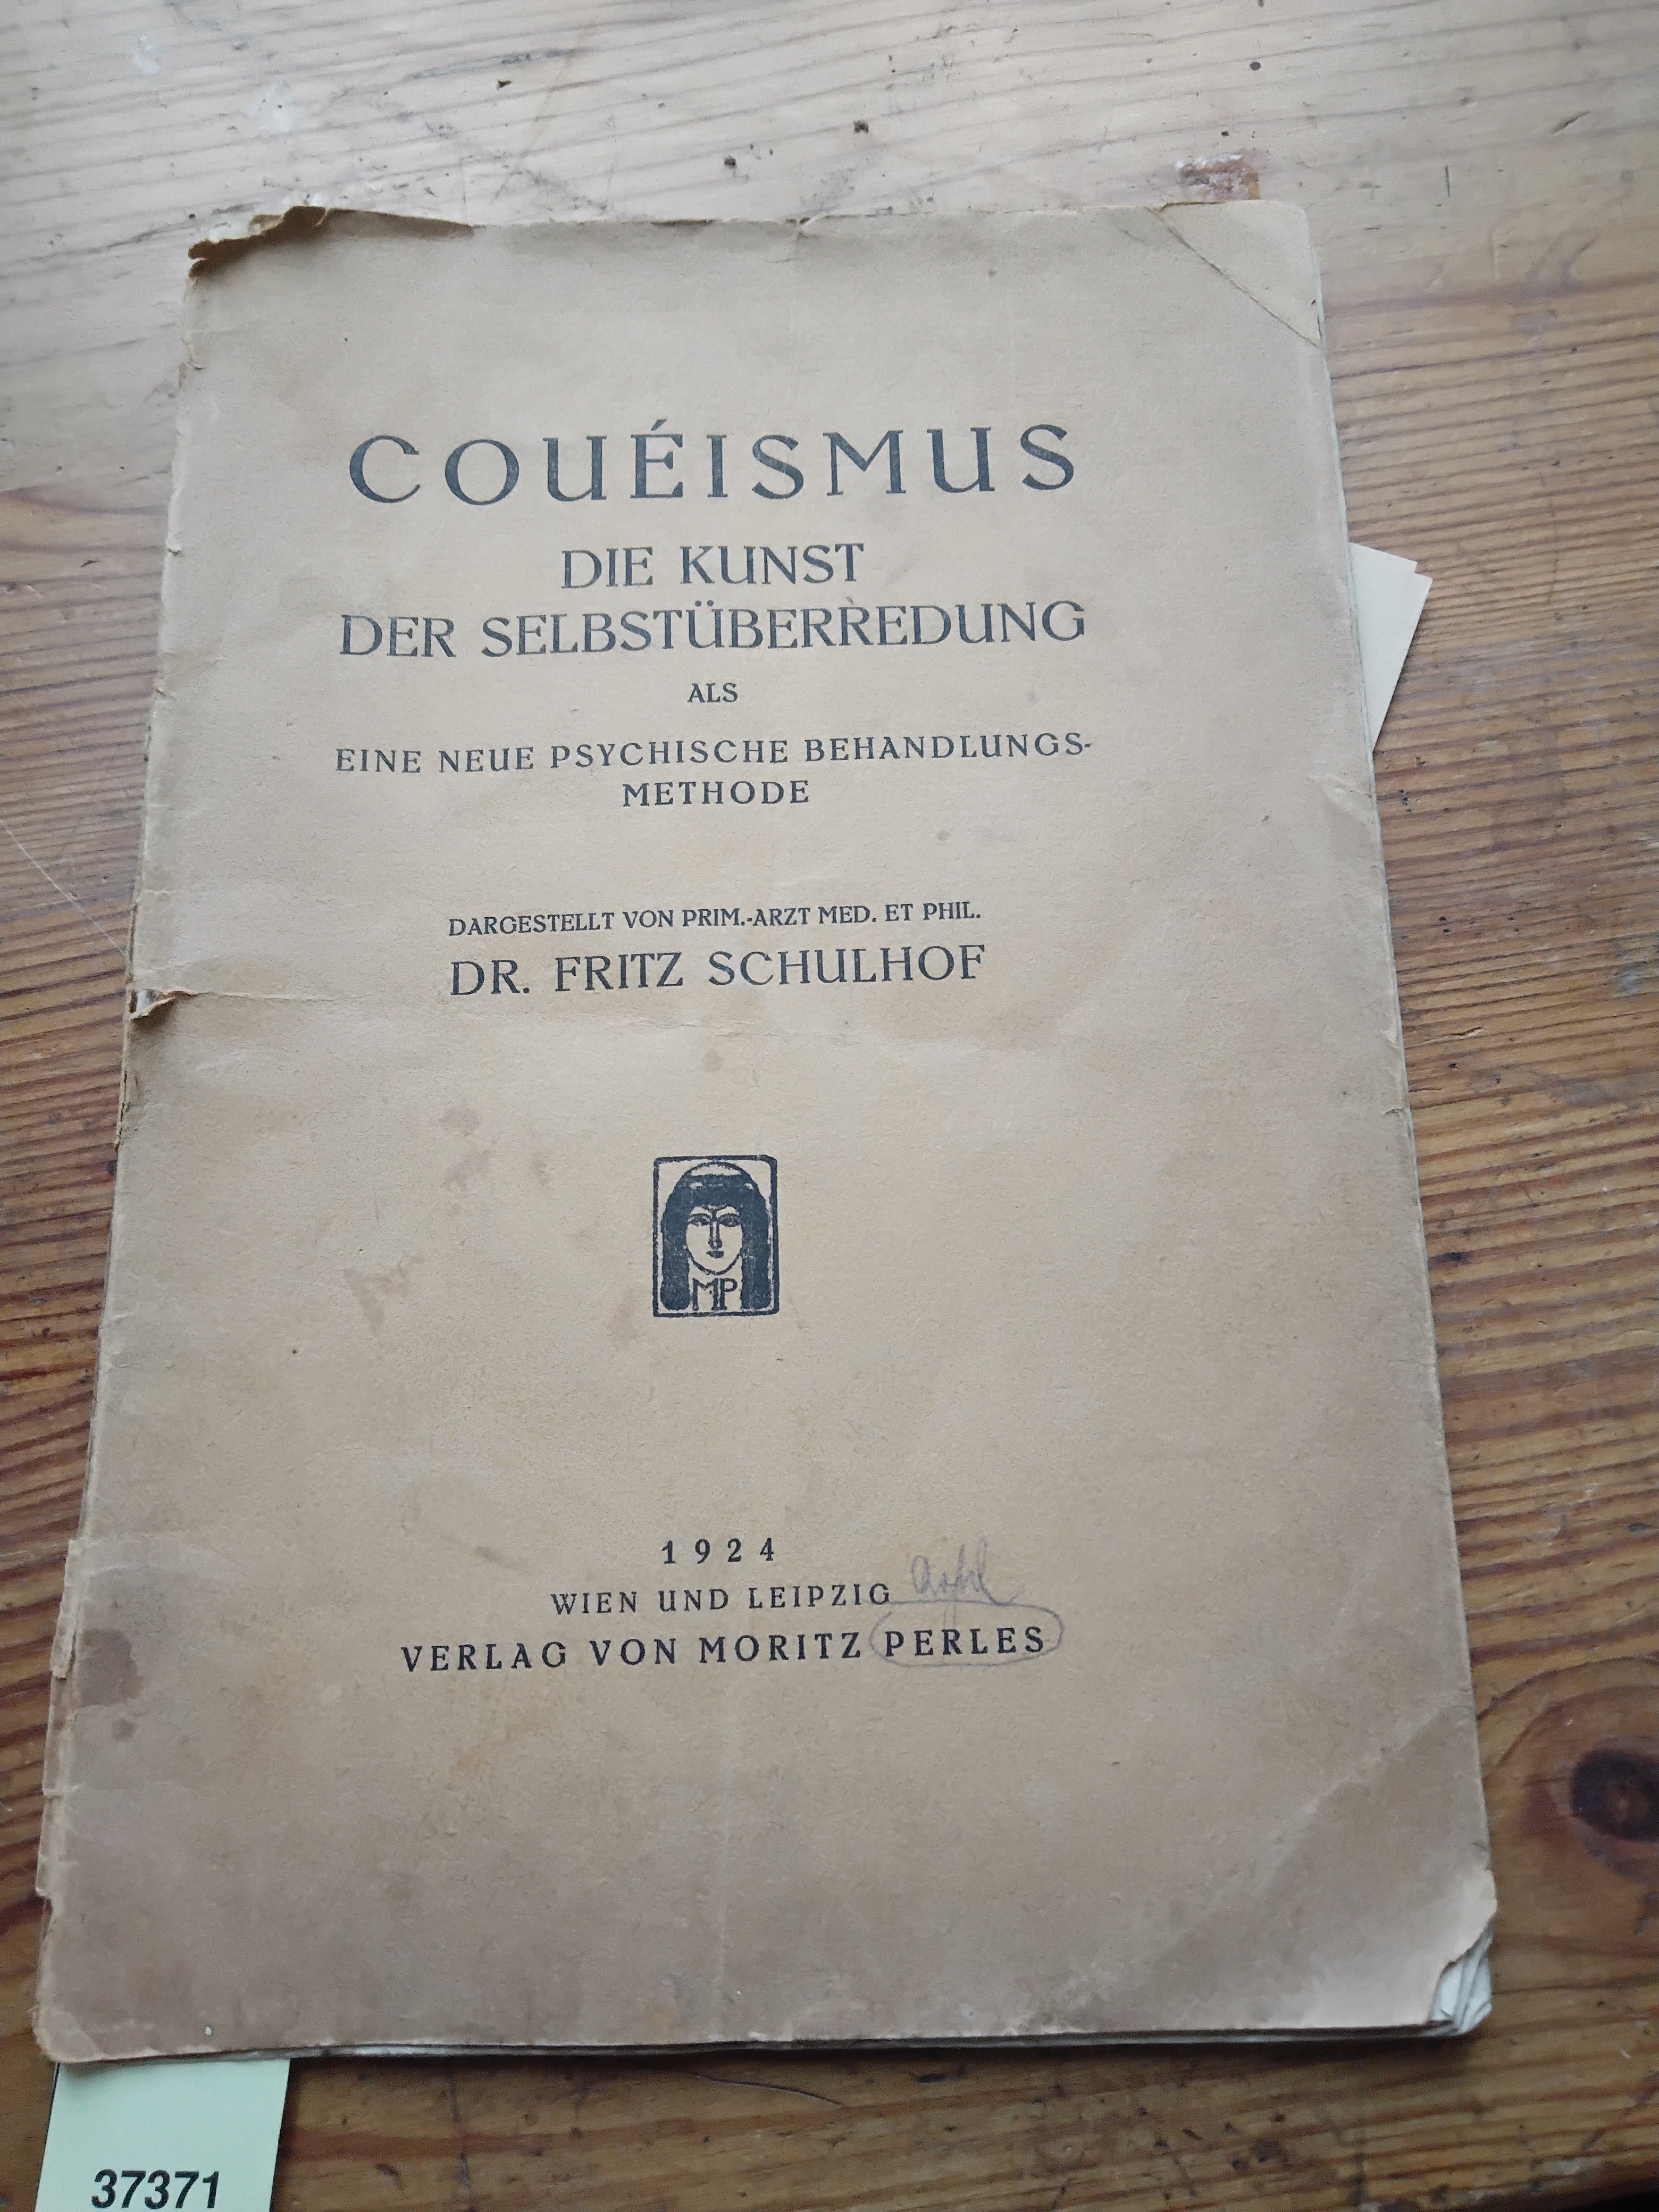 COUÉISMUS
DIE KUNST
DER SELBSTÜBERREDUNG
ALS
EINE NEUE PSYCHISCHE BEHANDLUNGS-
METHODE
DARGESTELLT VON PRIM.-ARZT MED. ET PHIL.
DR. FRITZ SCHULHOF
MP
1924
WIEN UND LEIPZIG
VERLAG VON MORITZ PERLES
37371